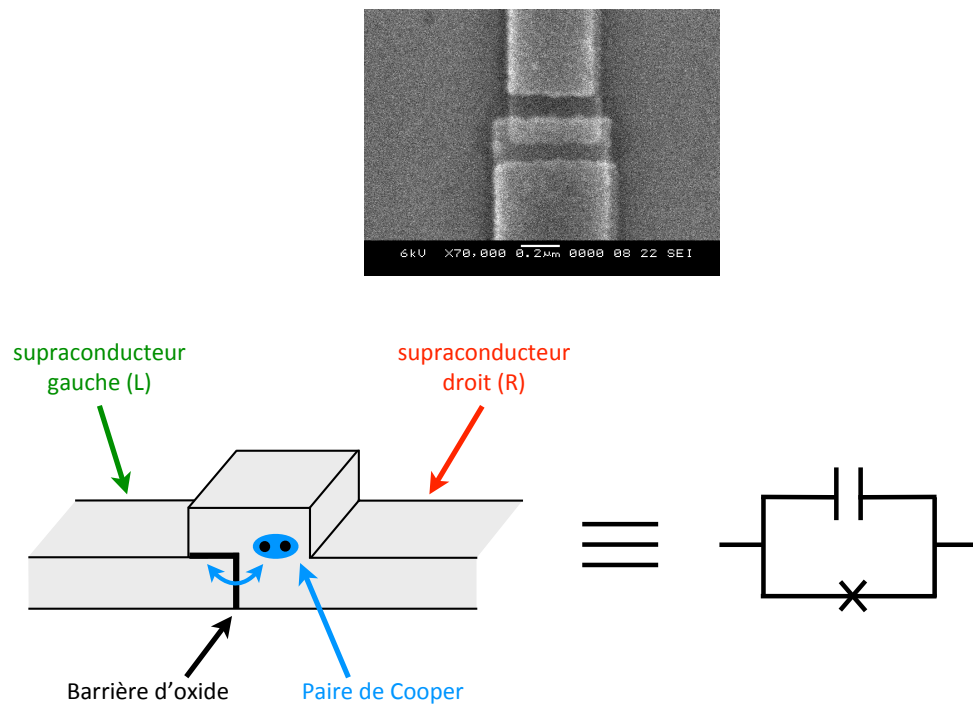 6kV X70,000 0.2μm 0000 08 22 SEI
supraconducteur
gauche (L)
supraconducteur
droit (R)
Barrière d’oxide
Paire de Cooper